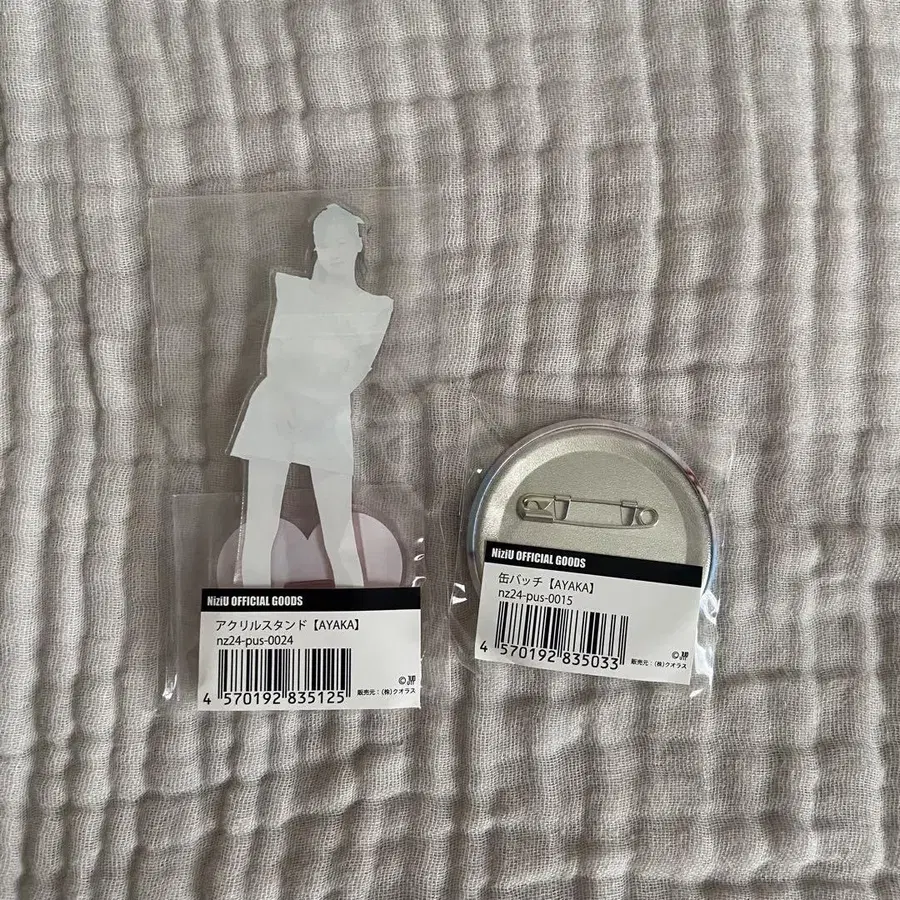 NiziU OFFICIAL GOODS
アクリルスタンド【AYAKA】
nz24-pus-0024
4 570192 835125
©
販売元：(株)クオラス
NiziU OFFICIAL GOODS
缶バッチ【AYAKA】
nz24-pus-0015
4 570192 835033
©
販売元：(株)クオラス